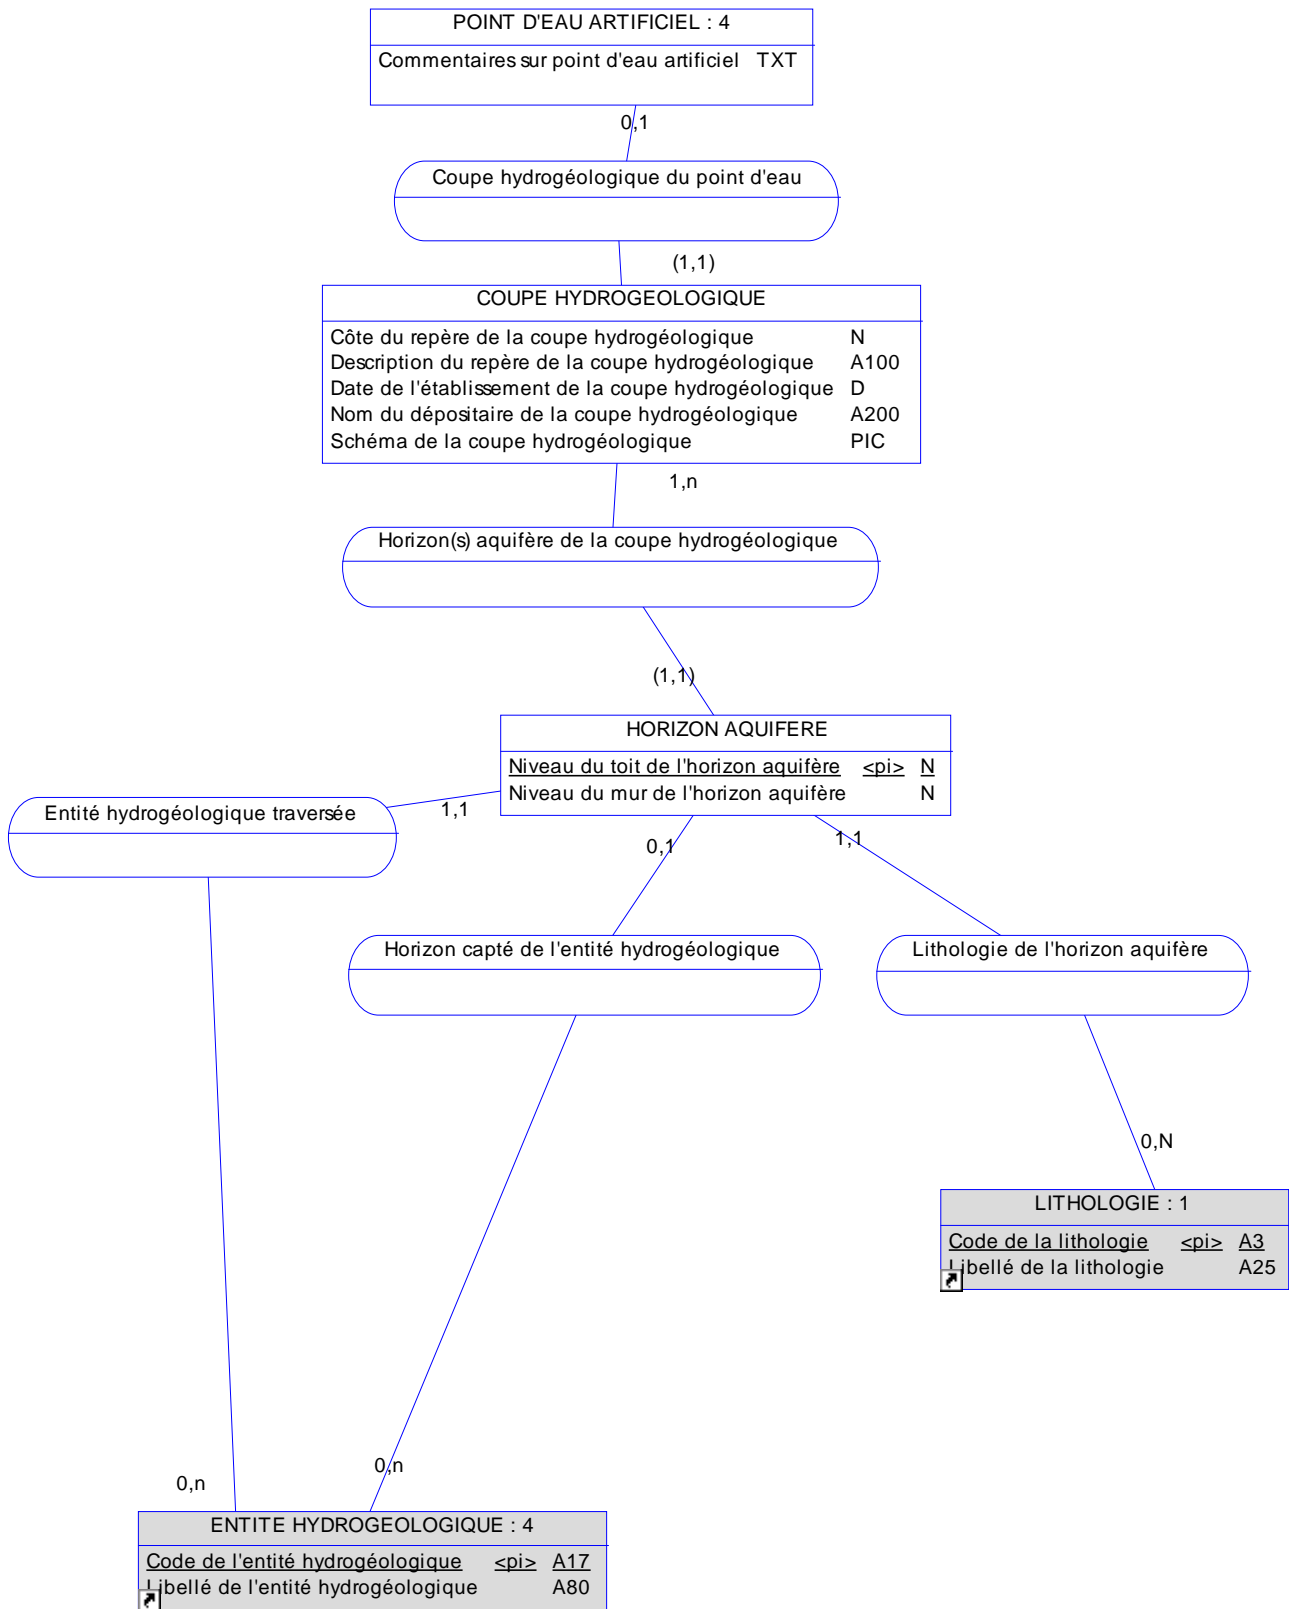 POINT D'EAU ARTIFICIEL : 4
Commentaires sur point d'eau artificiel TXT
0,1
Coupe hydrogéologique du point d'eau
(1,1)
COUPE HYDROGEOLOGIQUE
Côte du repère de la coupe hydrogéologique N
Description du repère de la coupe hydrogéologique A100
Date de l'établissement de la coupe hydrogéologique D
Nom du dépositaire de la coupe hydrogéologique A200
Schéma de la coupe hydrogéologique PIC
1,n
Horizon(s) aquifère de la coupe hydrogéologique
(1,1)
HORIZON AQUIFERE
Niveau du toit de l'horizon aquifère <pi> N
Niveau du mur de l'horizon aquifère N
1,1
Entité hydrogéologique traversée
0,1
1,1
Horizon capté de l'entité hydrogéologique
Lithologie de l'horizon aquifère
0,N
LITHOLOGIE : 1
Code de la lithologie <pi> A3
Libellé de la lithologie A25
0,n
0,n
ENTITE HYDROGEOLOGIQUE : 4
Code de l'entité hydrogéologique <pi> A17
Libellé de l'entité hydrogéologique A80